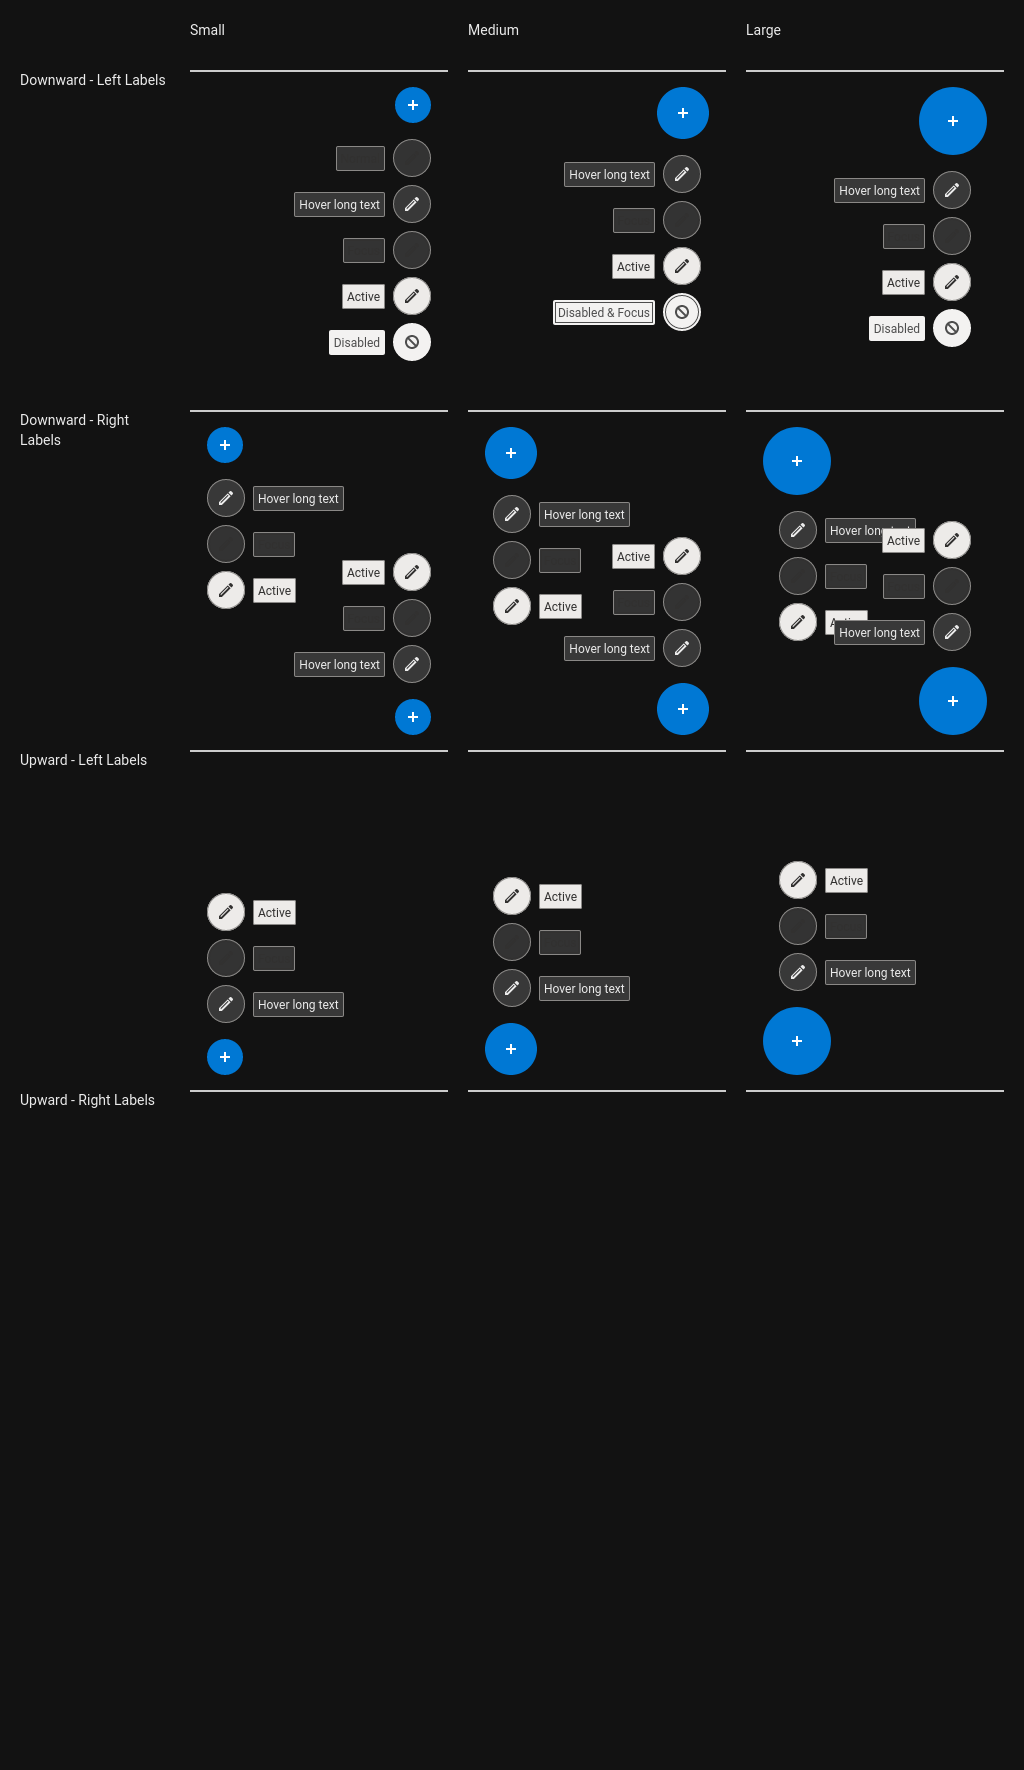 Small
Medium
Large
Downward - Left Labels
Hover long text
Hover long text
Hover long text
Active
Active
Active
Disabled
Disabled & Focus
Disabled
Downward - Right
Labels
Hover long text
Hover long text
Hover long
Active
Active
Active
Active
Active
Hover long text
Hover long text
Hover long text
Upward - Left Labels
Active
Active
Active
Hover long text
Hover long text
Hover long text
Upward - Right Labels